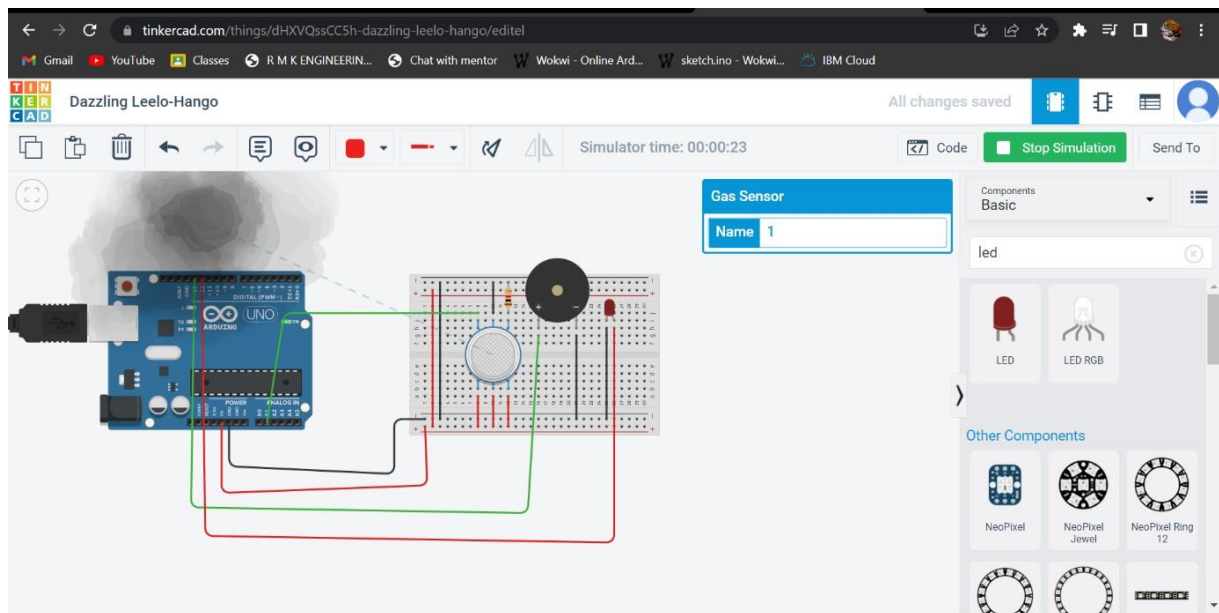 tinkercad.com/things/dHXVQssCC5h-dazzling-leelo-hango/editel
Gmail YouTube Classes R M K ENGINEERIN... Chat with mentor Wokwi - Online Ard... sketch.ino - Wokwi... IBM Cloud
TIN
KER
CAD
Dazzling Leelo-Hango
All changes saved
Simulator time: 00:00:23
Code
Stop Simulation
Send To
Gas Sensor
Name 1
Components
Basic
led
LED
LED RGB
Other Components
NeoPixel
NeoPixel Jewel
NeoPixel Ring 12
DIGITAL (PWM~)
UNO
ARDUINO
POWER
ANALOG IN